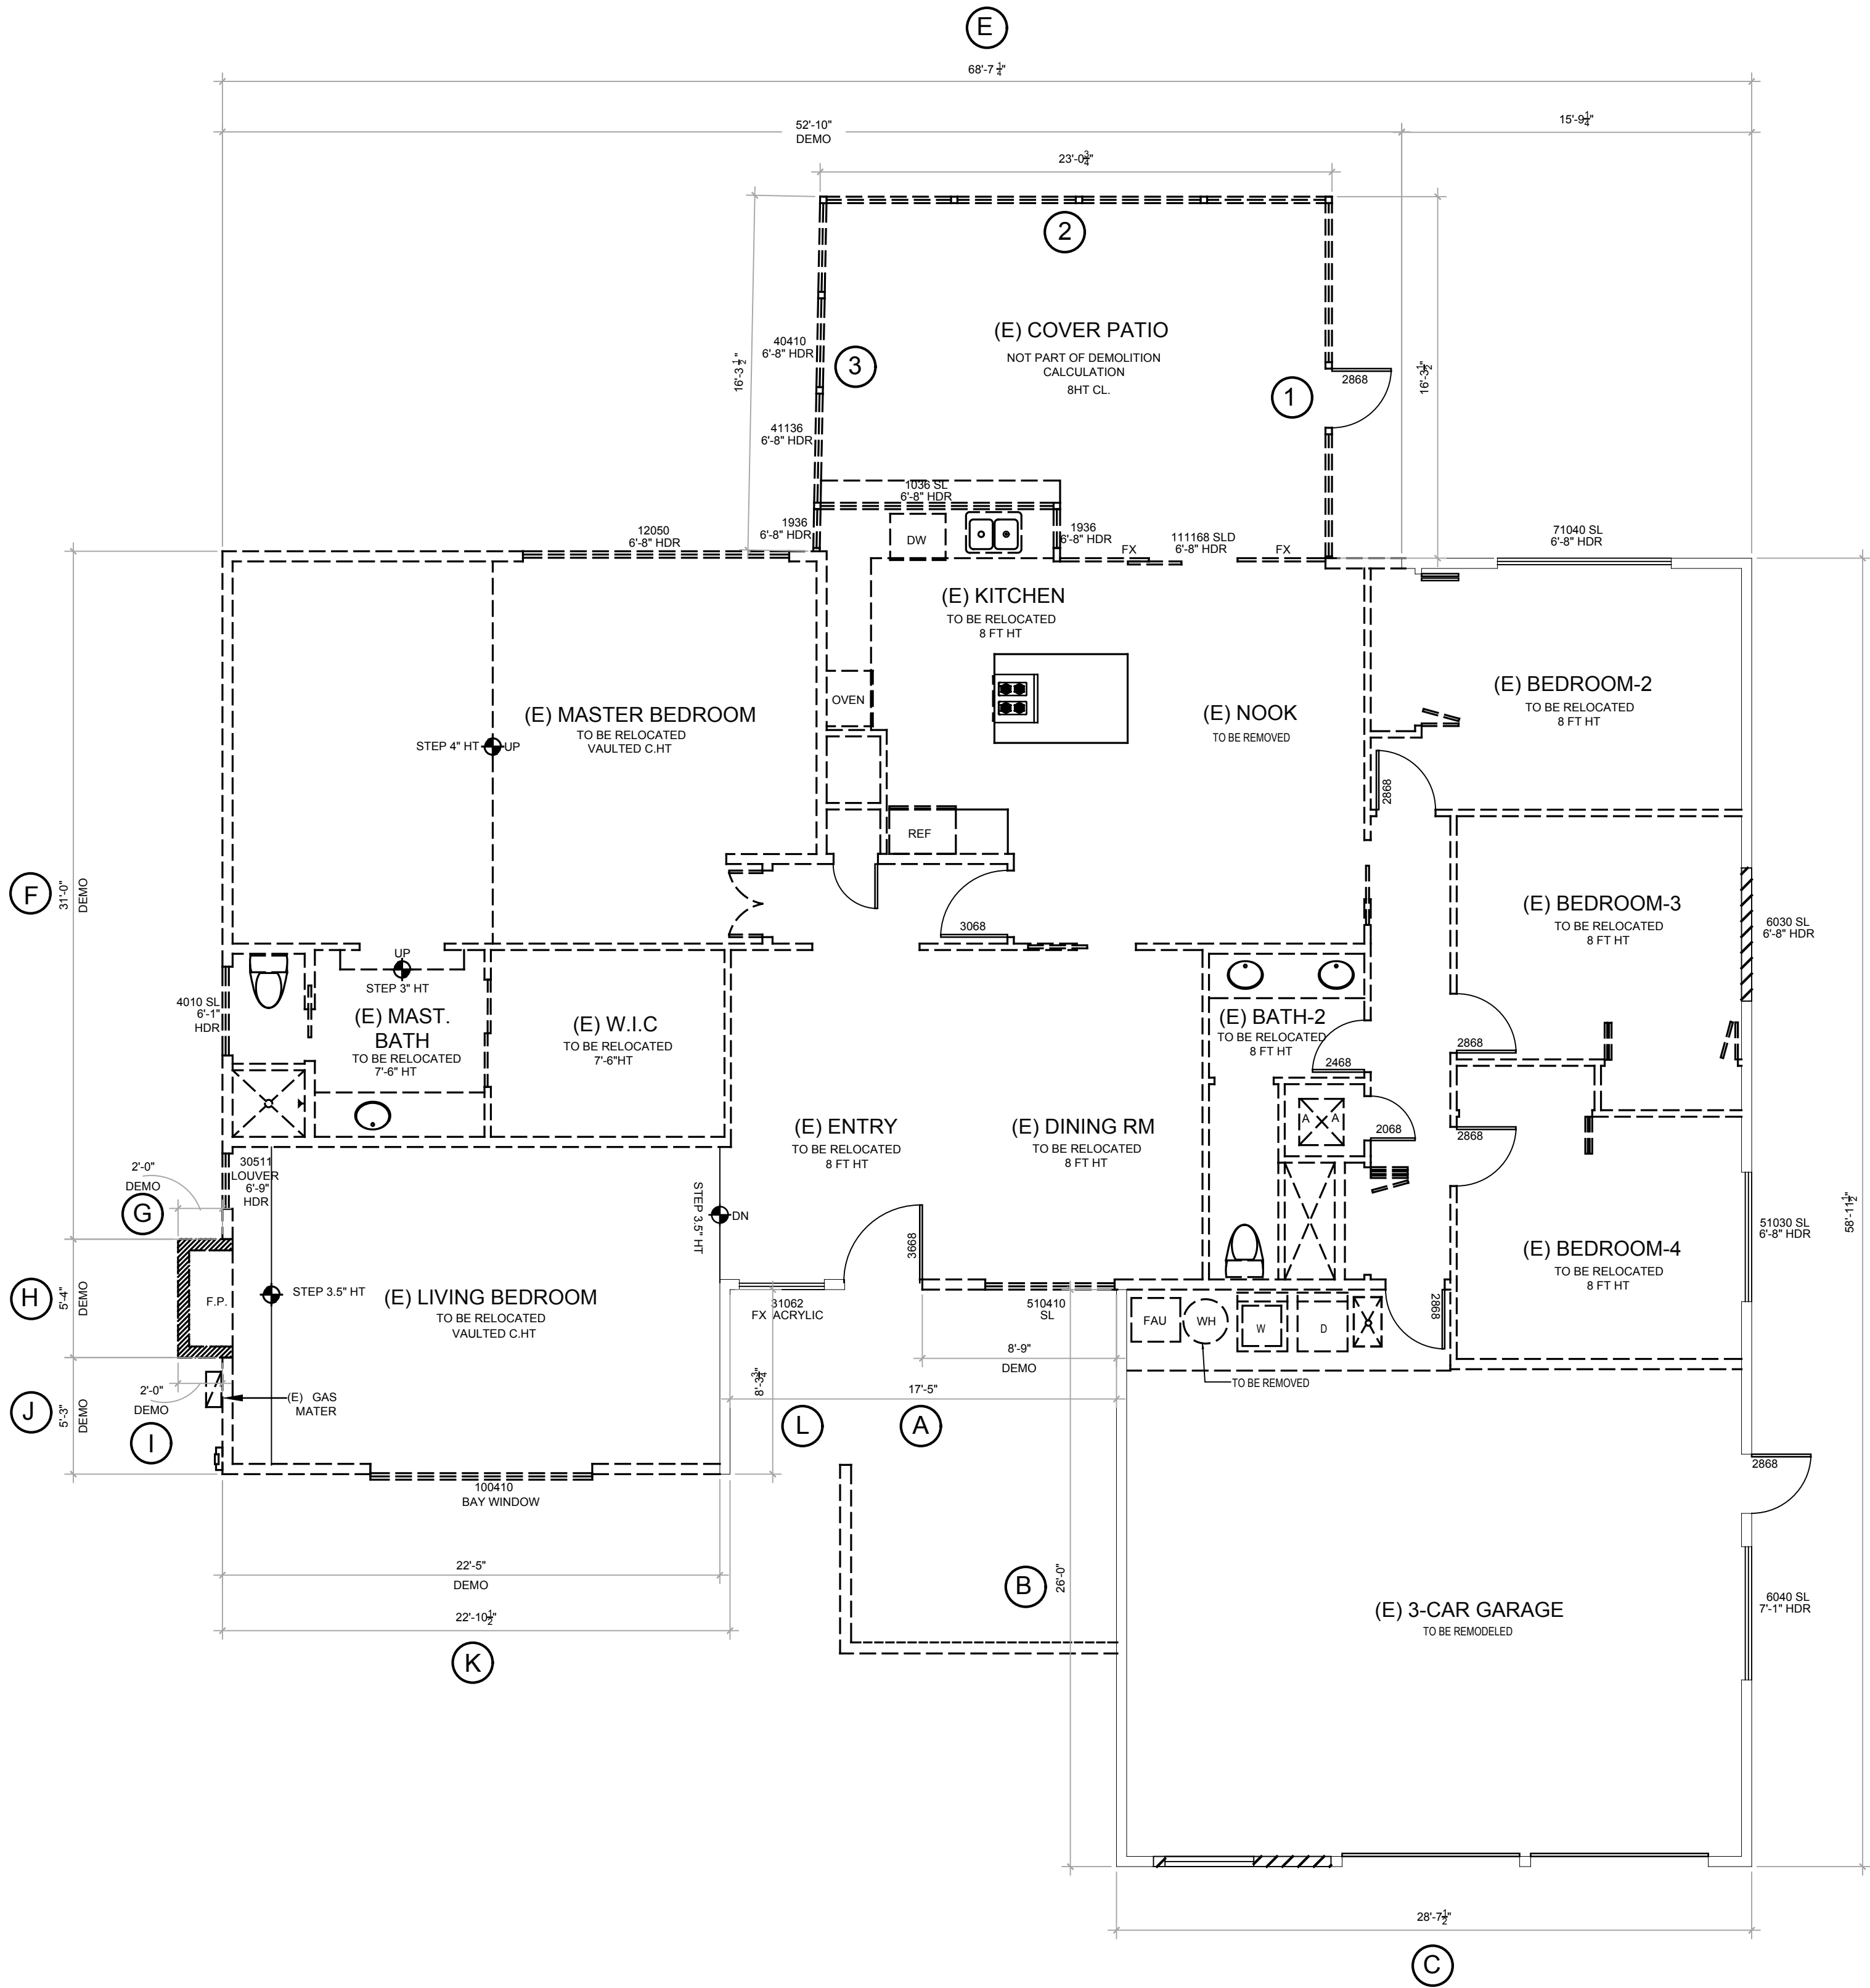 E
68'-7 1/4"
52'-10"
DEMO
15'-9 1/4"
23'-0 3/4"
2
(E) COVER PATIO
NOT PART OF DEMOLITION
CALCULATION
8HT CL.
40410
6'-8" HDR
16'-3 1/2"
3
1
2868
16'-3 1/2"
41136
6'-8" HDR
1036 SL
6'-8" HDR
12050
6'-8" HDR
1936
6'-8" HDR
DW
1936
6'-8" HDR
FX
111168 SLD
6'-8" HDR
FX
71040 SL
6'-8" HDR
(E) KITCHEN
TO BE RELOCATED
8 FT HT
(E) MASTER BEDROOM
TO BE RELOCATED
VAULTED C.HT
STEP 4" HT
UP
OVEN
(E) NOOK
TO BE REMOVED
(E) BEDROOM-2
TO BE RELOCATED
8 FT HT
2868
REF
F
31'-0"
DEMO
3068
(E) BEDROOM-3
TO BE RELOCATED
8 FT HT
6030 SL
6'-8" HDR
UP
STEP 3" HT
4010 SL
6'-1"
HDR
(E) MAST.
BATH
TO BE RELOCATED
7'-6" HT
(E) W.I.C
TO BE RELOCATED
7'-6"HT
(E) BATH-2
TO BE RELOCATED
8 FT HT
2468
2868
(E) ENTRY
TO BE RELOCATED
8 FT HT
(E) DINING RM
TO BE RELOCATED
8 FT HT
A A
2068
2868
2'-0"
DEMO
30511
LOUVER
6'-9"
HDR
G
STEP 3.5" HT
DN
3668
51030 SL
6'-8" HDR
58'-11 1/2"
(E) BEDROOM-4
TO BE RELOCATED
8 FT HT
H
5'-4"
DEMO
F.P.
STEP 3.5" HT
(E) LIVING BEDROOM
TO BE RELOCATED
VAULTED C.HT
31062
FX ACRYLIC
510410
SL
FAU
WH
W
D
2868
8'-9"
DEMO
TO BE REMOVED
8'-3 3/4"
17'-5"
2'-0"
DEMO
(E) GAS
MATER
J
5'-3"
DEMO
I
L
A
2868
100410
BAY WINDOW
22'-5"
DEMO
B
26'-0"
22'-10 1/2"
K
(E) 3-CAR GARAGE
TO BE REMODELED
6040 SL
7'-1" HDR
28'-7 1/2"
C